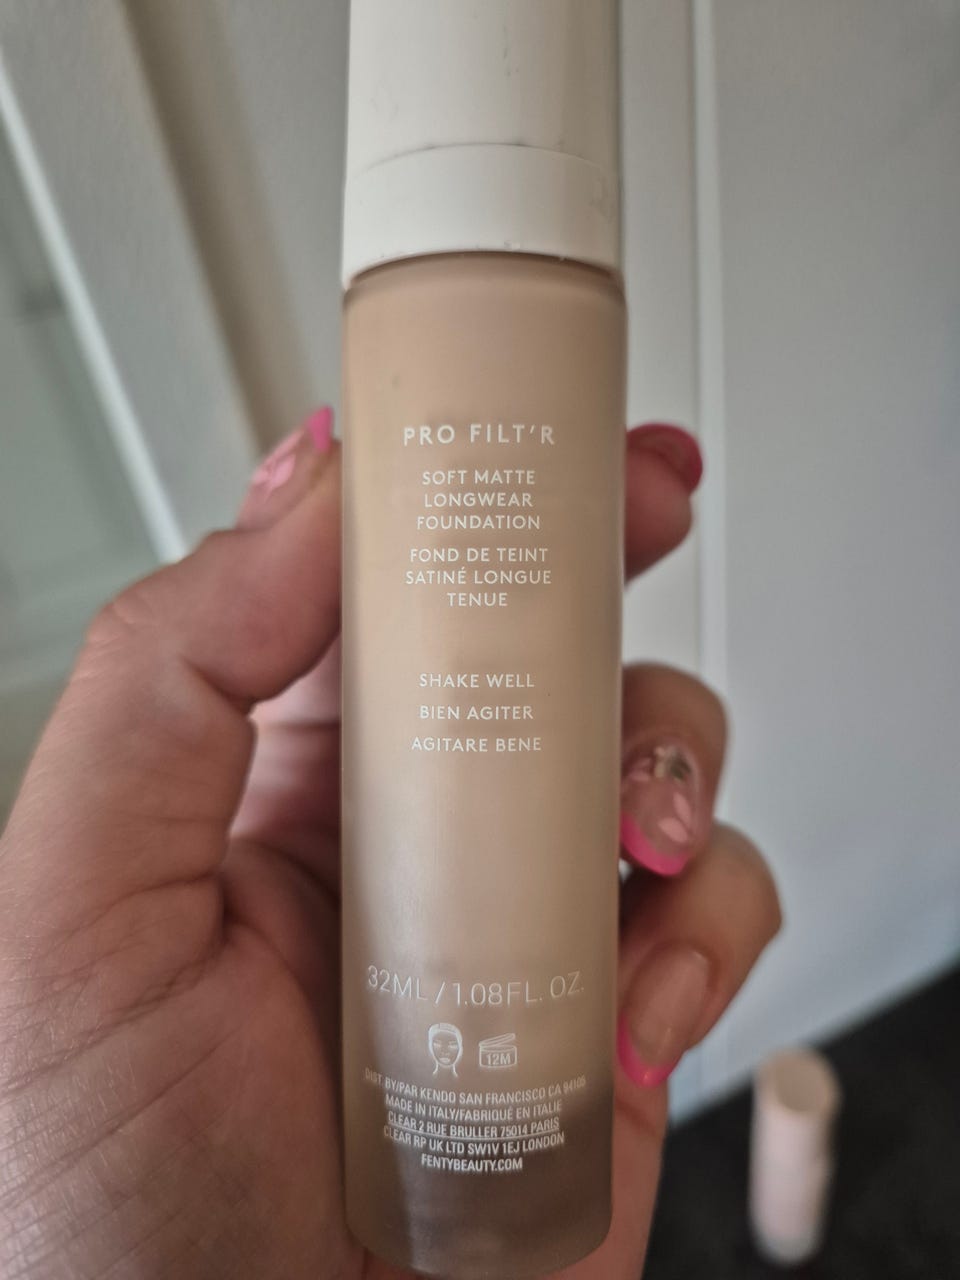 PRO FILT'R
SOFT MATTE
LONGWEAR
FOUNDATION
FOND DE TEINT
SATINÉ LONGUE
TENUE
SHAKE WELL
BIEN AGITER
AGITARE BENE
32ML / 1.08FL. OZ.
12M
DIST. BY/PAR KENDO SAN FRANCISCO CA 94105
MADE IN ITALY/FABRIQUÉ EN ITALIE
CLEAR 2 RUE BRULLER 75014 PARIS
CLEAR RP UK LTD SW1V 1EJ LONDON
FENTYBEAUTY.COM